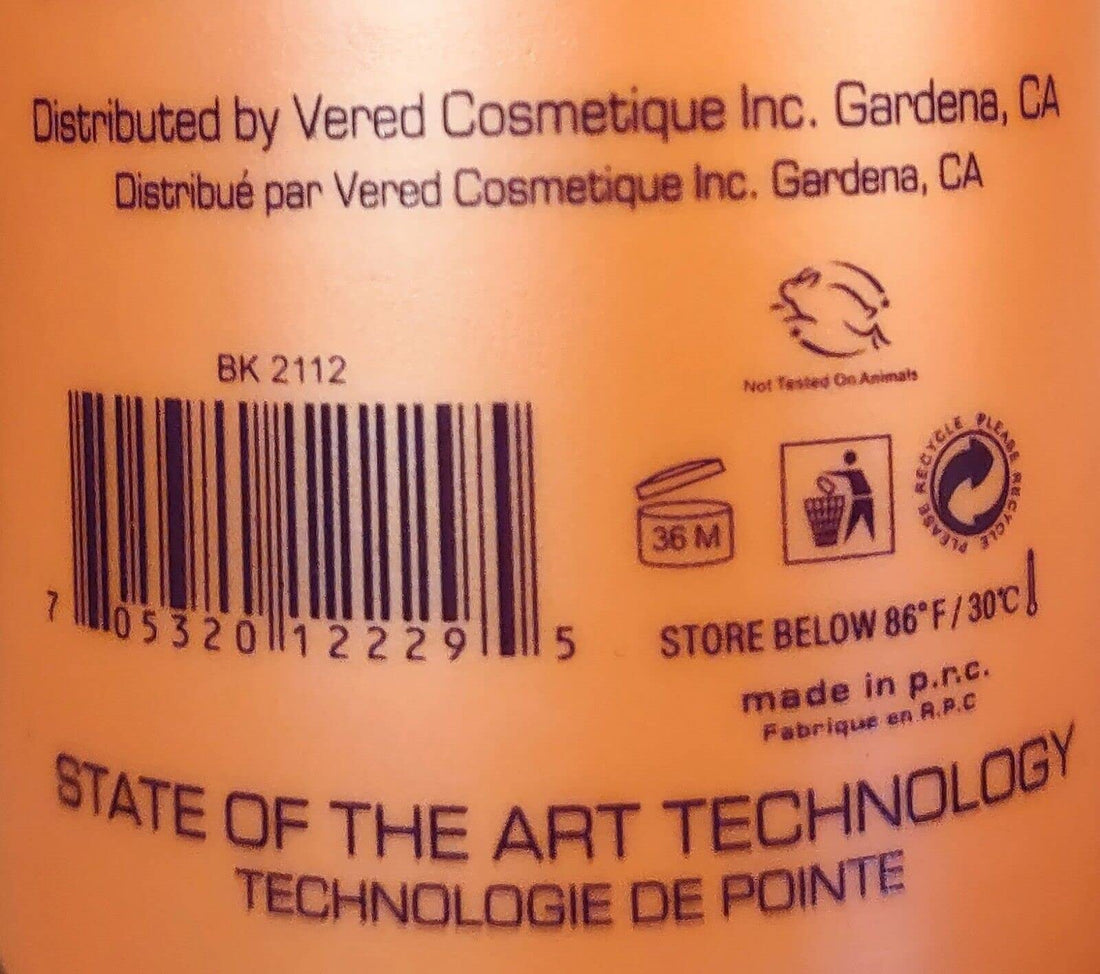 Distributed by Vered Cosmetique Inc. Gardena, CA
Distribué par Vered Cosmetique Inc. Gardena, CA
Not Tested On Animals
BK 2112
7 05320 12229 5
36 M
PLEASE RECYCLE PLEASE RECYCLE
STORE BELOW 86°F/30°C
made in p.r.c.
Fabrique en R.P.C
STATE OF THE ART TECHNOLOGY
TECHNOLOGIE DE POINTE